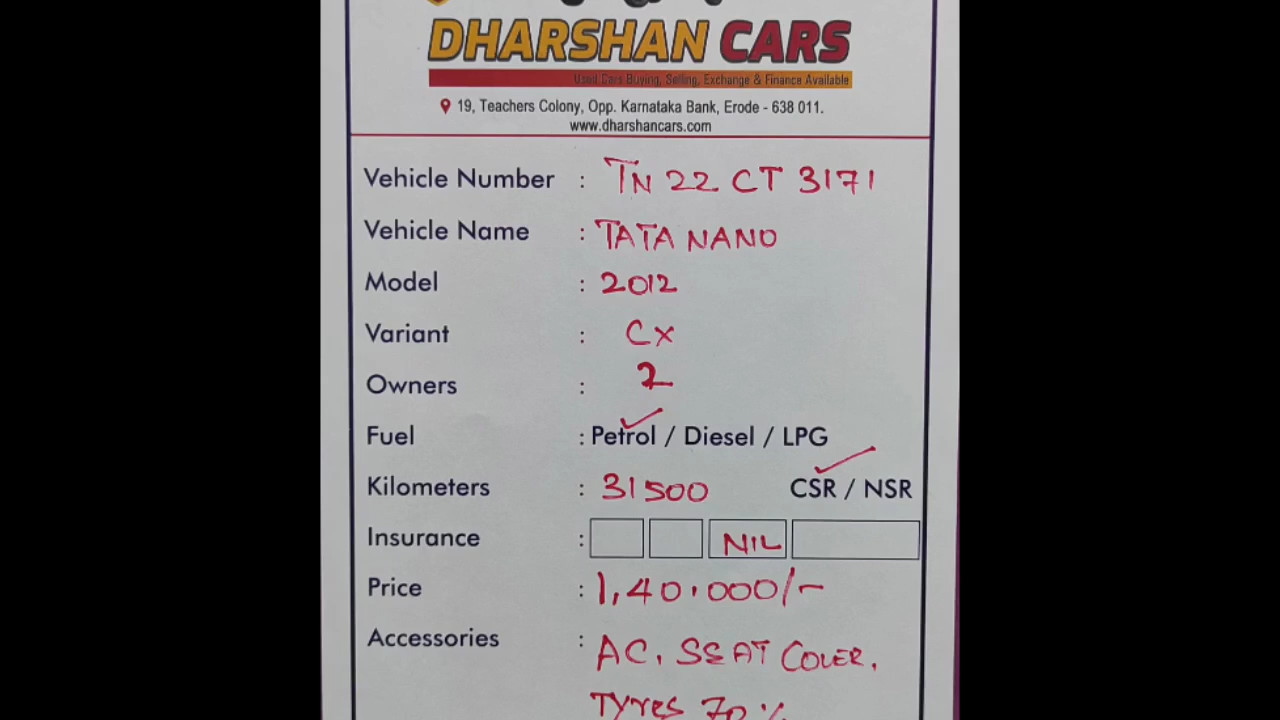 DHARSHAN CARS
Used Cars Buying, Selling, Exchange & Finance Available
19, Teachers Colony, Opp. Karnataka Bank, Erode - 638 011.
www.dharshancars.com
Vehicle Number : TN 22 CT 3171
Vehicle Name : TATA NANO
Model : 2012
Variant : CX
Owners : 2
Fuel : Petrol / Diesel / LPG
Kilometers : 31500 CSR / NSR
Insurance : NIL
Price : 1,40.000/-
Accessories : AC, SEAT COVER,
Tyres 70%